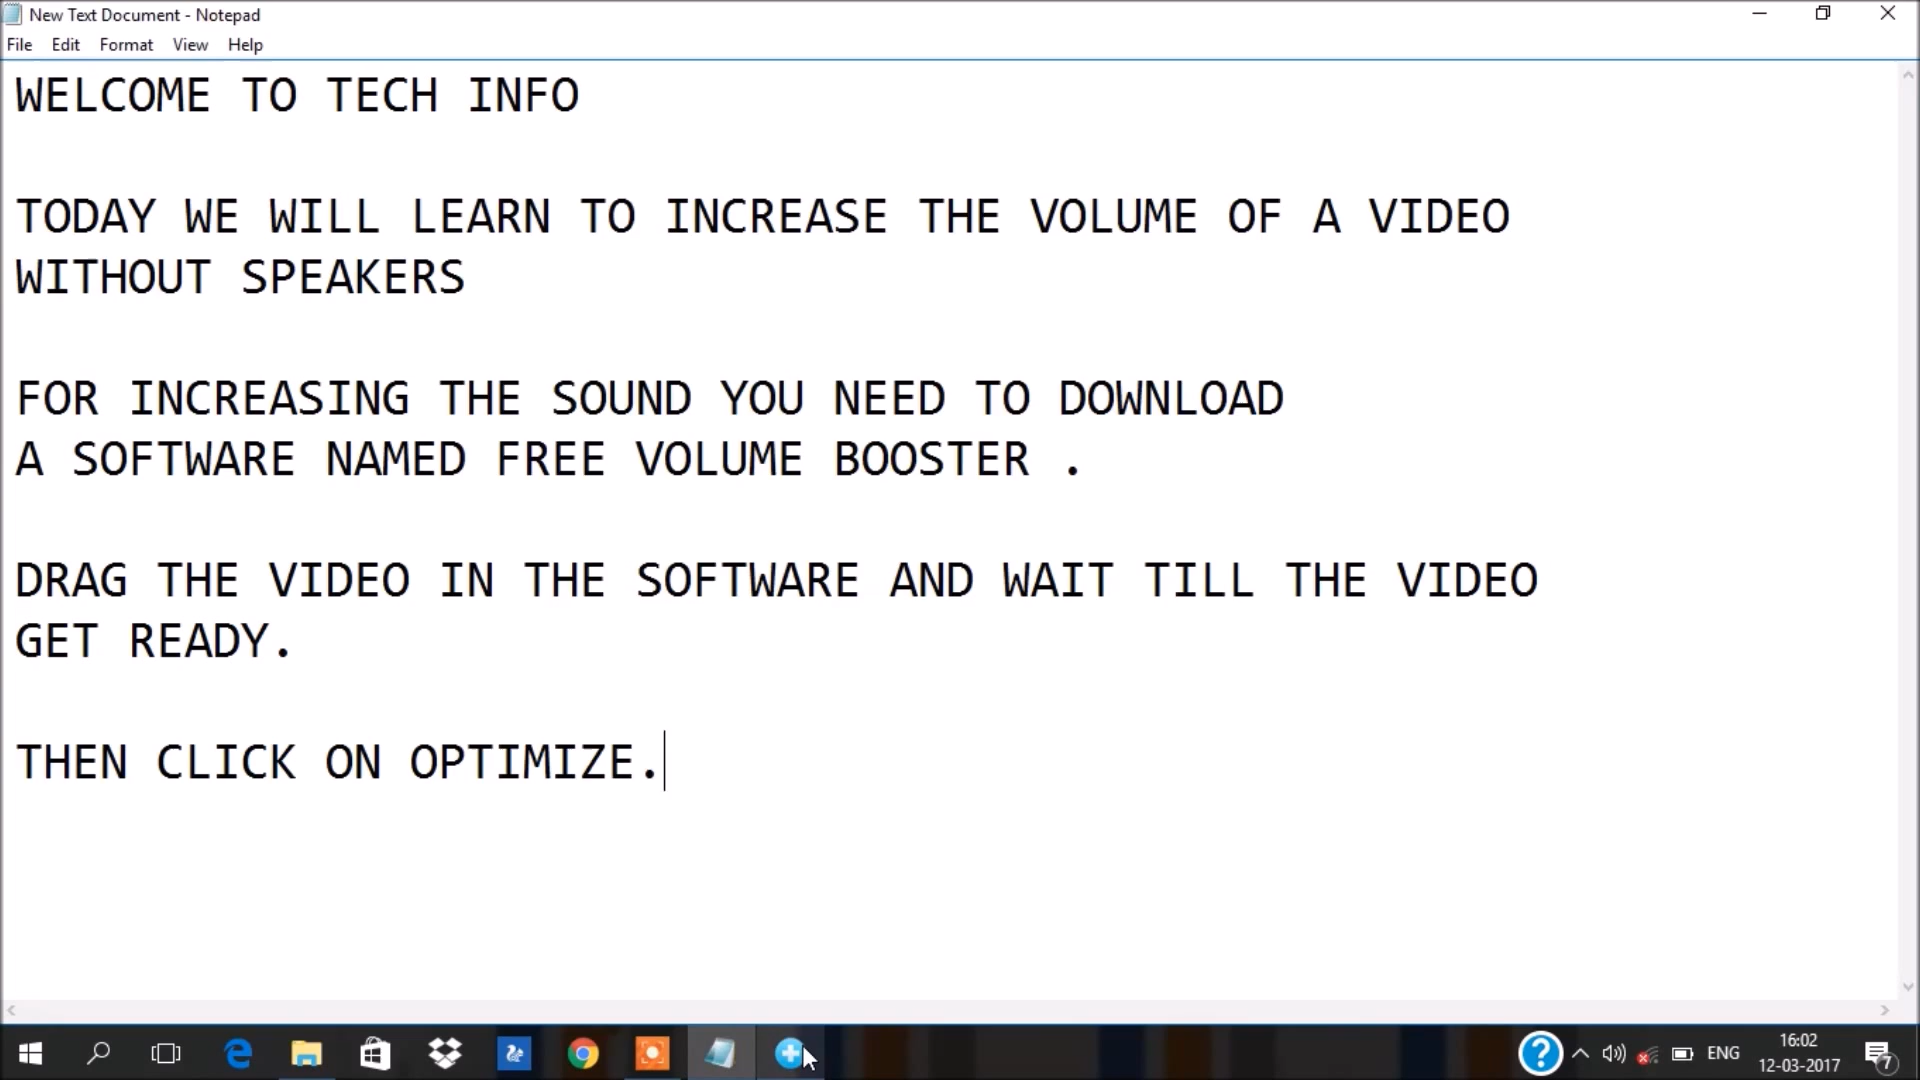 New Text Document - Notepad
File Edit Format View Help
WELCOME TO TECH INFO
TODAY WE WILL LEARN TO INCREASE THE VOLUME OF A VIDEO
WITHOUT SPEAKERS
FOR INCREASING THE SOUND YOU NEED TO DOWNLOAD
A SOFTWARE NAMED FREE VOLUME BOOSTER .
DRAG THE VIDEO IN THE SOFTWARE AND WAIT TILL THE VIDEO
GET READY.
THEN CLICK ON OPTIMIZE.
ENG
16:02
12-03-2017
7